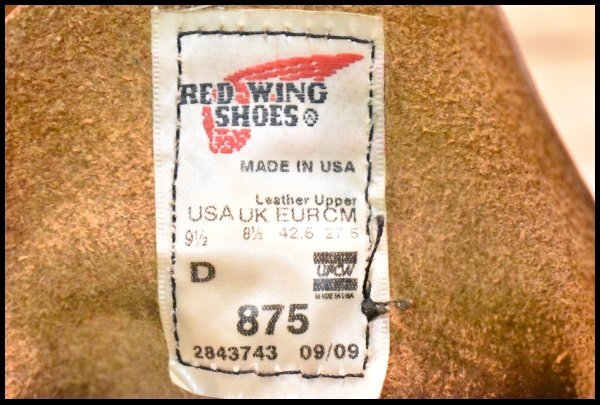 RED WING
SHOES®
MADE IN USA
Leather Upper
USA UK EUR CM
9½ 8½ 42.5 27.5
D
UFCW
MADE IN USA
875
2843743 09/09